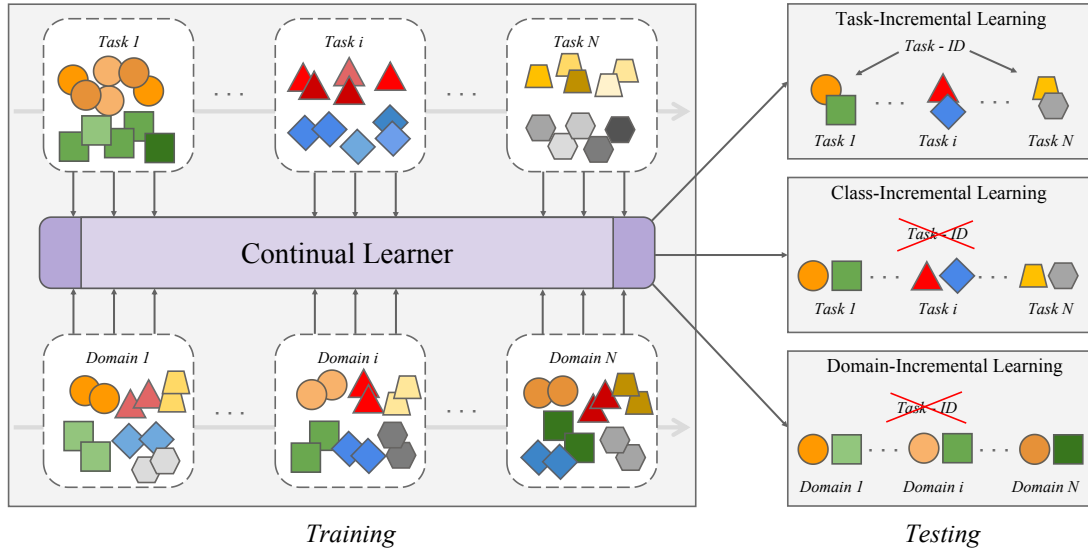 Task 1
Task i
Task N
. . .
. . .
Continual Learner
Domain 1
Domain i
Domain N
. . .
. . .
Training
Task-Incremental Learning
Task - ID
. . .
. . .
Task 1
Task i
Task N
Class-Incremental Learning
Task - ID
. . .
. . .
Task 1
Task i
Task N
Domain-Incremental Learning
Task - ID
. . .
. . .
Domain 1
Domain i
Domain N
Testing